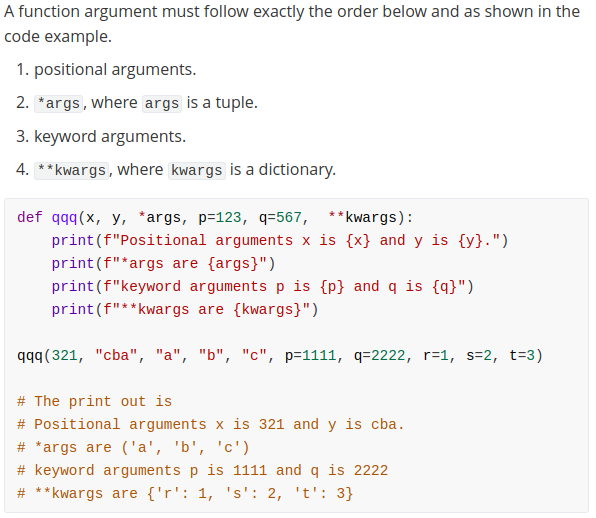 A function argument must follow exactly the order below and as shown in the
code example.
1. positional arguments.
2. *args, where args is a tuple.
3. keyword arguments.
4. **kwargs, where kwargs is a dictionary.
def qqq(x, y, *args, p=123, q=567,  **kwargs):
    print(f"Positional arguments x is {x} and y is {y}.")
    print(f"*args are {args}")
    print(f"keyword arguments p is {p} and q is {q}")
    print(f"**kwargs are {kwargs}")

qqq(321, "cba", "a", "b", "c", p=1111, q=2222, r=1, s=2, t=3)

# The print out is
# Positional arguments x is 321 and y is cba.
# *args are ('a', 'b', 'c')
# keyword arguments p is 1111 and q is 2222
# **kwargs are {'r': 1, 's': 2, 't': 3}